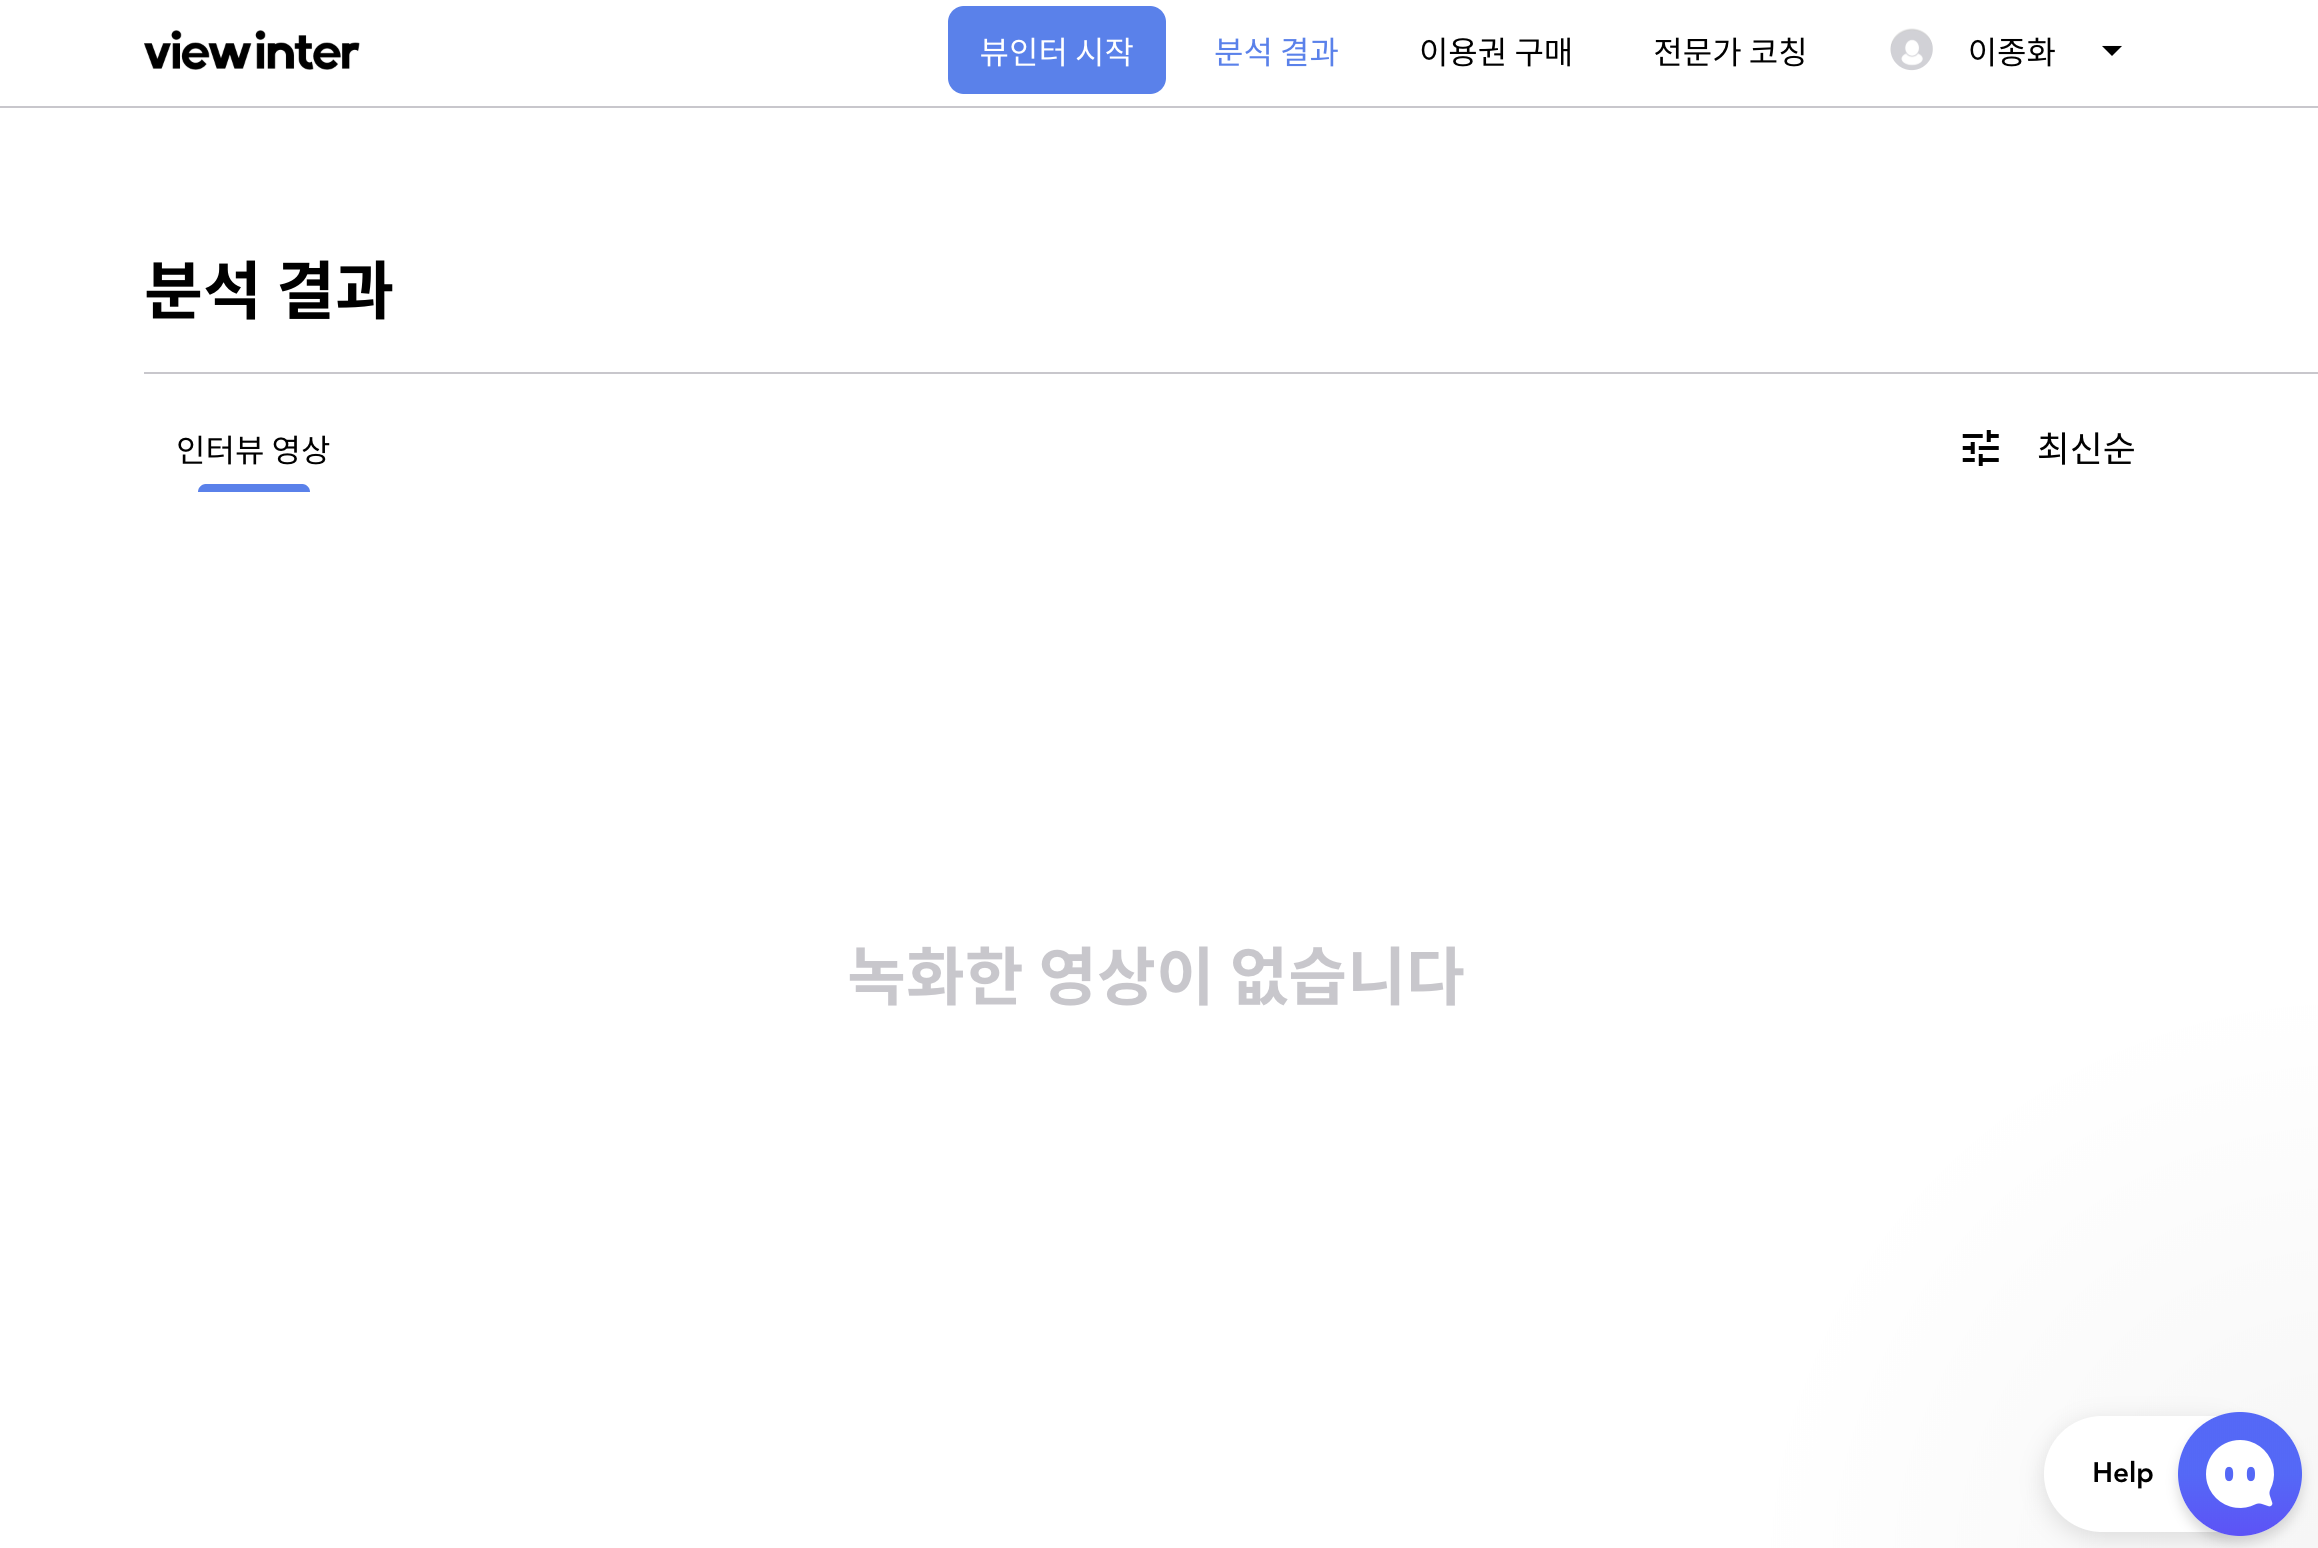 viewinter 뷰인터 시작 분석 결과 이용권 구매 전문가 코칭 이종화
분석 결과
인터뷰 영상 최신순
녹화한 영상이 없습니다
Help